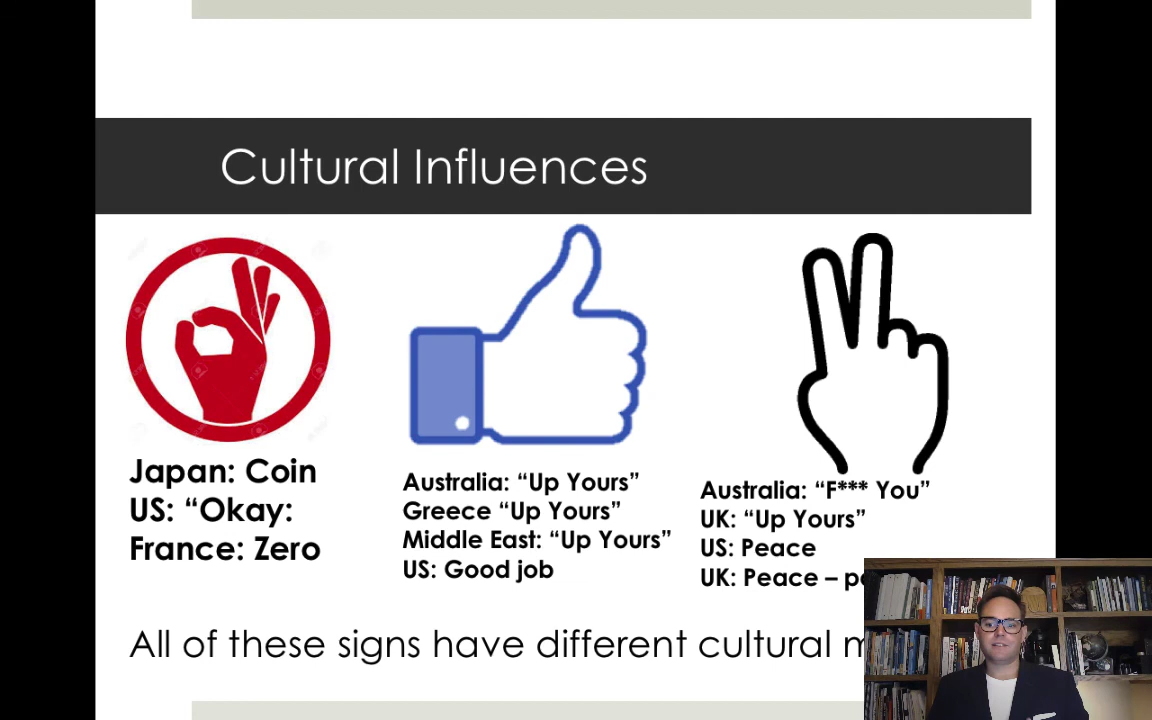 Cultural Influences
Japan: Coin
US: “Okay:
France: Zero
Australia: “Up Yours”
Greece “Up Yours”
Middle East: “Up Yours”
US: Good job
Australia: “F*** You”
UK: “Up Yours”
US: Peace
UK: Peace –
All of these signs have different cultural